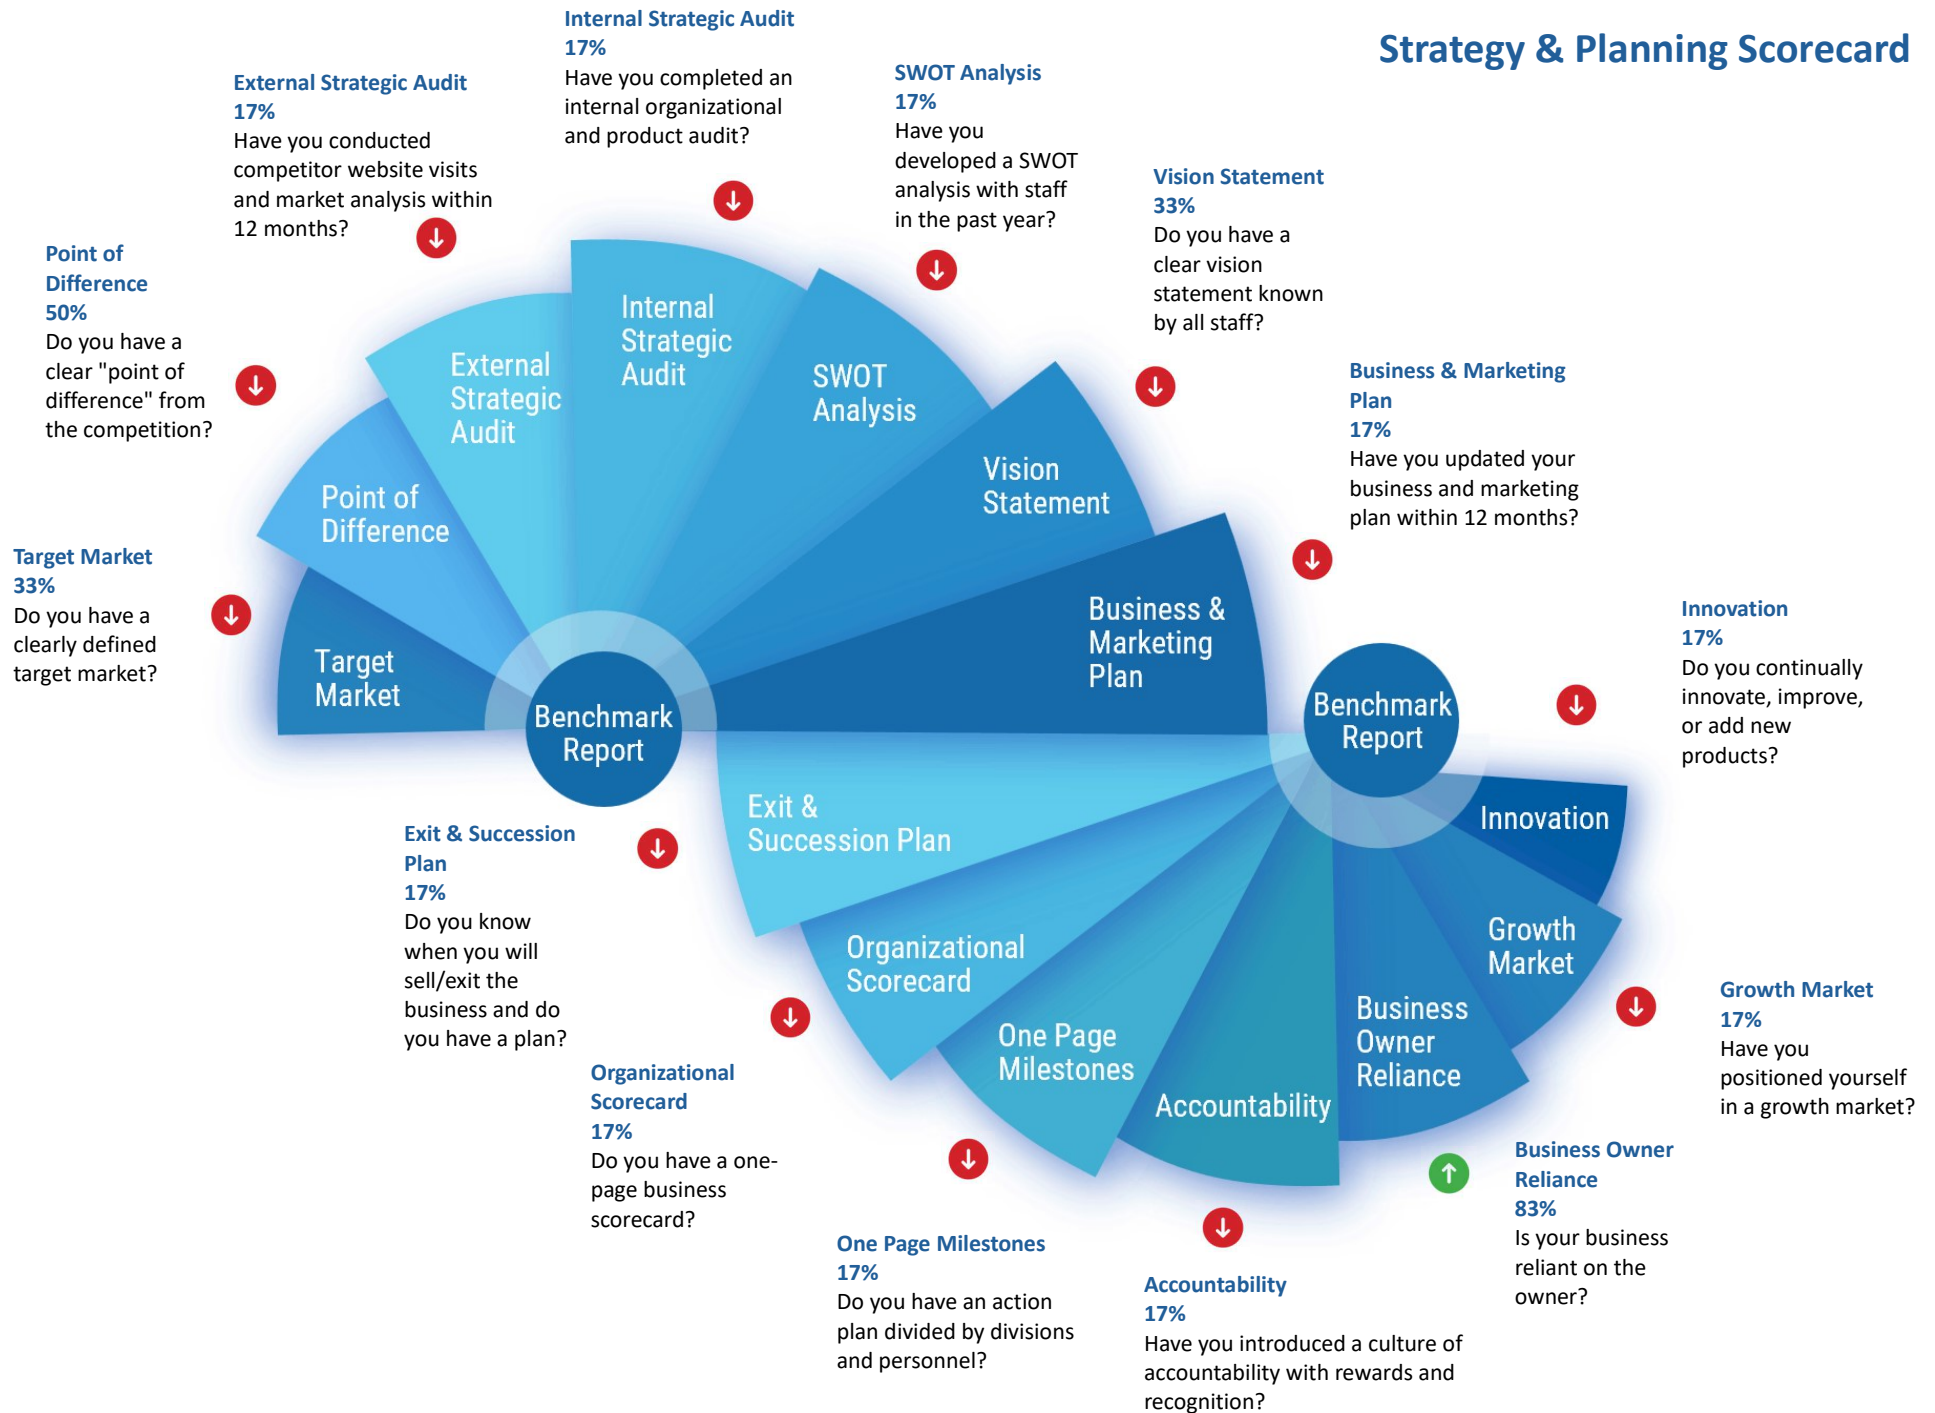 Strategy & Planning Scorecard
Internal Strategic Audit
17%
Have you completed an
internal organizational
and product audit?
External Strategic Audit
17%
Have you conducted
competitor website visits
and market analysis within
12 months?
SWOT Analysis
17%
Have you
developed a SWOT
analysis with staff
in the past year?
Vision Statement
33%
Do you have a
clear vision
statement known
by all staff?
Point of
Difference
50%
Do you have a
clear "point of
difference" from
the competition?
Business & Marketing
Plan
17%
Have you updated your
business and marketing
plan within 12 months?
Target Market
33%
Do you have a
clearly defined
target market?
Innovation
17%
Do you continually
innovate, improve,
or add new
products?
Target
Market
Point of
Difference
External
Strategic
Audit
Internal
Strategic
Audit
SWOT
Analysis
Vision
Statement
Business &
Marketing
Plan
Benchmark
Report
Benchmark
Report
Exit &
Succession Plan
Organizational
Scorecard
One Page
Milestones
Accountability
Business
Owner
Reliance
Growth
Market
Innovation
Exit & Succession
Plan
17%
Do you know
when you will
sell/exit the
business and do
you have a plan?
Organizational
Scorecard
17%
Do you have a one-
page business
scorecard?
One Page Milestones
17%
Do you have an action
plan divided by divisions
and personnel?
Accountability
17%
Have you introduced a culture of
accountability with rewards and
recognition?
Business Owner
Reliance
83%
Is your business
reliant on the
owner?
Growth Market
17%
Have you
positioned yourself
in a growth market?